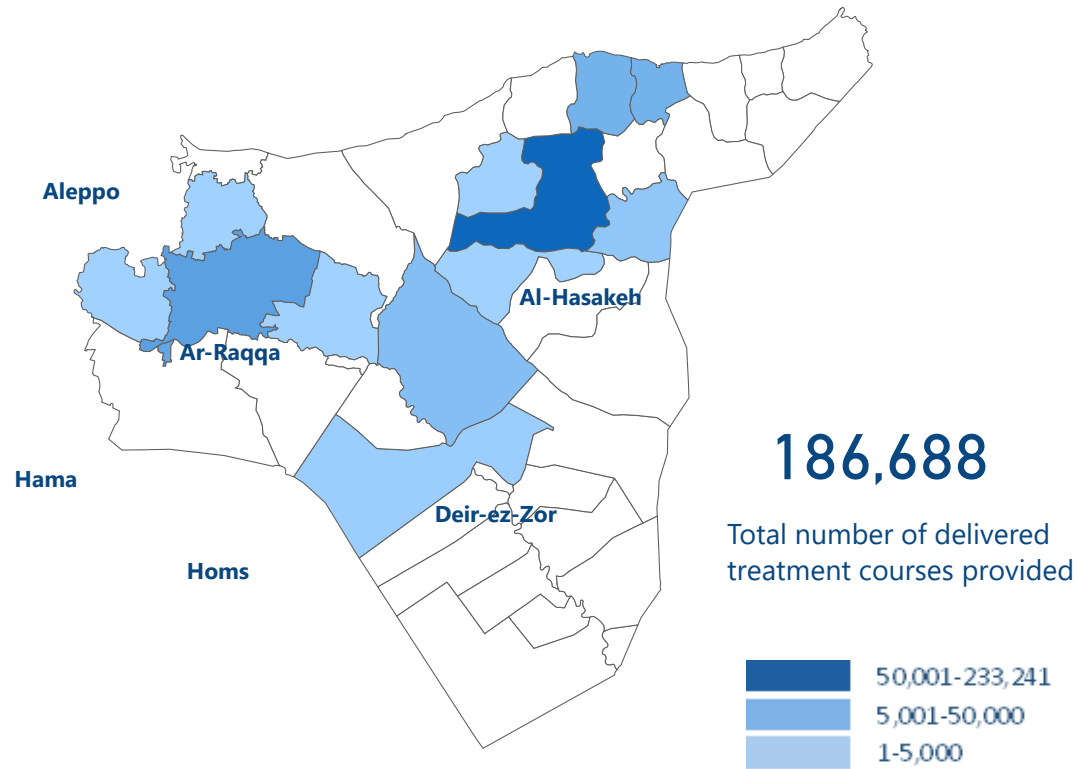 Aleppo
Al-Hasakeh
Ar-Raqqa
Hama
Deir-ez-Zor
Homs
186,688
Total number of delivered
treatment courses provided
50,001-233,241
5,001-50,000
1-5,000